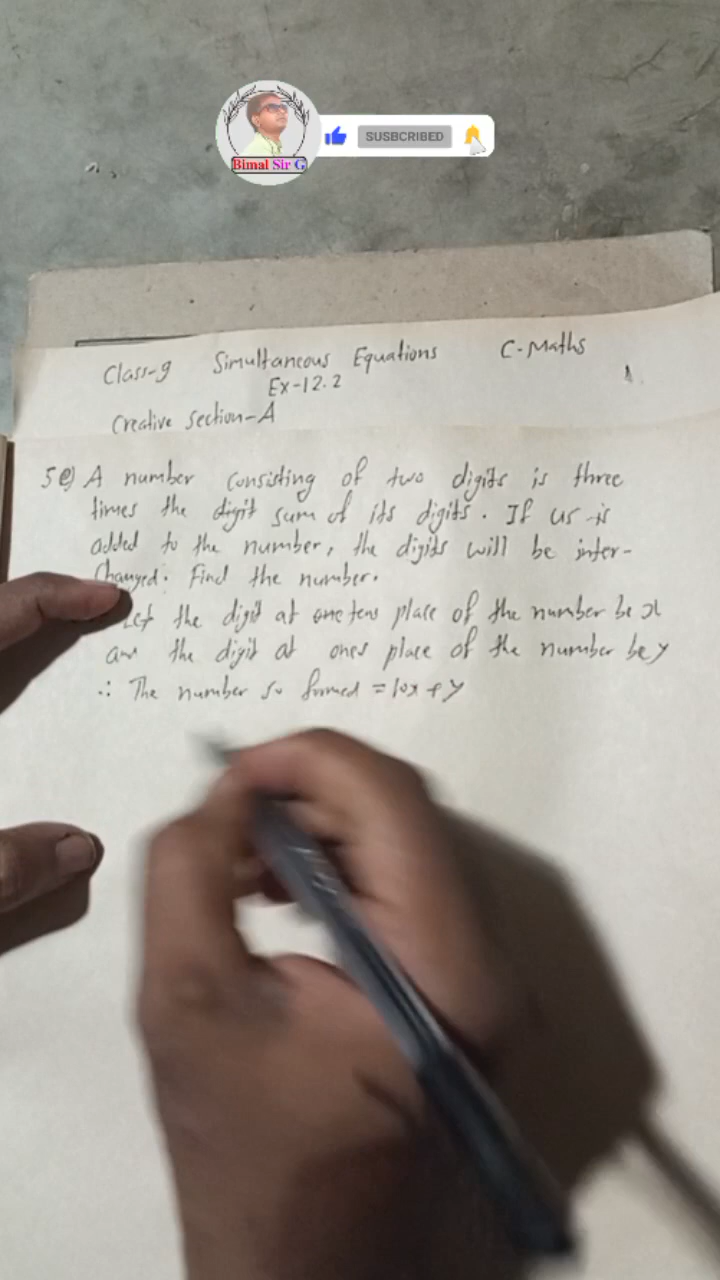 SUSBCRIBED
Bimal Sir G
Class-9 Simultaneous Equations C-Maths
Ex-12.2
Creative section-A
5e) A number consisting of two digits is three
times the digit sum of its digits. If 45 is
added to the number, the digits will be inter-
changed. Find the number.
Let the digit at tens place of the number be x
and the digit at ones place of the number be y
∴ The number so formed = 10x + y